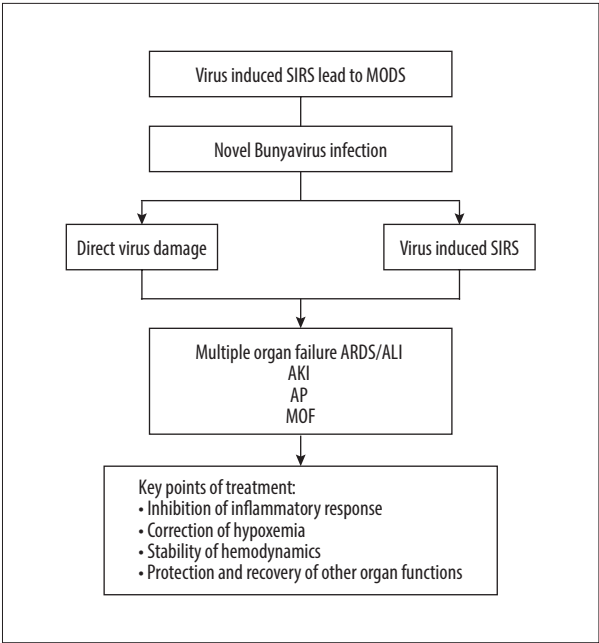 Virus induced SIRS lead to MODS
Novel Bunyavirus infection
Direct virus damage
Virus induced SIRS
Multiple organ failure ARDS/ALI
AKI
AP
MOF
Key points of treatment:
• Inhibition of inflammatory response
• Correction of hypoxemia
• Stability of hemodynamics
• Protection and recovery of other organ functions